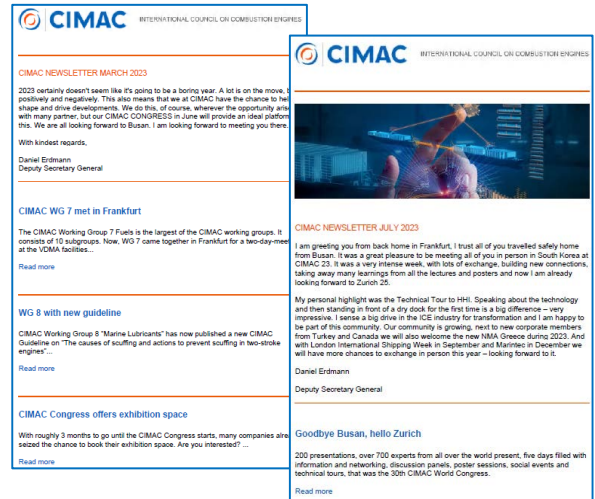 CIMAC INTERNATIONAL COUNCIL ON COMBUSTION ENGINES
CIMAC NEWSLETTER MARCH 2023
2023 certainly doesn't seem like it's going to be a boring year. A lot is on the move,
positively and negatively. This also means that we at CIMAC have the chance to
shape and drive developments. We do this, of course, wherever the opportunity
with many partner, but our CIMAC CONGRESS in June will provide an ideal
this. We are all looking forward to Busan. I am looking forward to meeting you there.
With kindest regards,
Daniel Erdmann
Deputy Secretary General
CIMAC WG 7 met in Frankfurt
The CIMAC Working Group 7 Fuels is the largest of the CIMAC working groups. It
consists of 10 subgroups. Now, WG 7 came together in Frankfurt for a two-day-
at the VDMA facilities...
Read more
WG 8 with new guideline
CIMAC Working Group 8 "Marine Lubricants" has now published a new CIMAC
Guideline on "The causes of scuffing and actions to prevent scuffing in two-stroke
engines"...
Read more
CIMAC Congress offers exhibition space
With roughly 3 months to go until the CIMAC Congress starts, many companies
seized the chance to book their exhibition space. Are you interested? ...
Read more
CIMAC INTERNATIONAL COUNCIL ON COMBUSTION ENGINES
CIMAC NEWSLETTER JULY 2023
I am greeting you from back home in Frankfurt, I trust all of you travelled safely home
from Busan. It was a great pleasure to be meeting all of you in person in South Korea at
CIMAC 23. It was a very intense week, with lots of exchange, building new connections,
taking away many learnings from all the lectures and posters and now I am already
looking forward to Zurich 25.
My personal highlight was the Technical Tour to HHI. Speaking about the technology
and then standing in front of a dry dock for the first time is a big difference – very
impressive. I sense a big drive in the ICE industry for transformation and I am happy to
be part of this community. Our community is growing, next to new corporate members
from Turkey and Canada we will also welcome the new NMA Greece during 2023. And
with London International Shipping Week in September and Marintec in December we
will have more chances to exchange in person this year – looking forward to it.
Daniel Erdmann
Deputy Secretary General
Goodbye Busan, hello Zurich
200 presentations, over 700 experts from all over the world present, five days filled with
information and networking, discussion panels, poster sessions, social events and
technical tours, that was the 30th CIMAC World Congress.
Read more